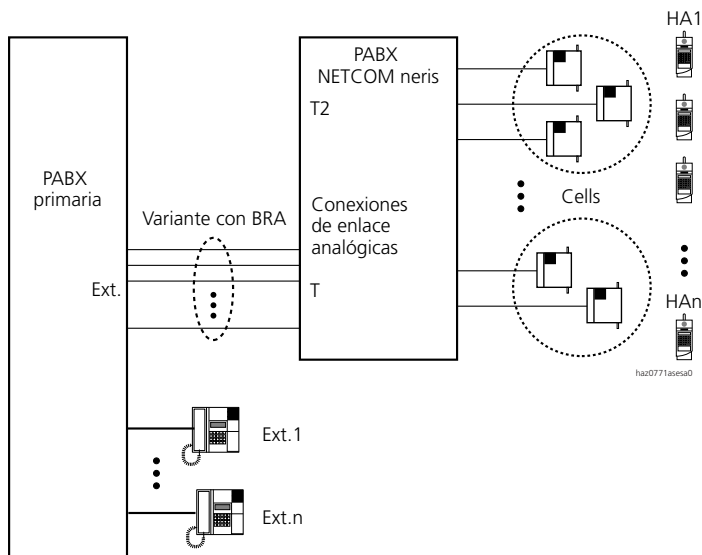 HA1
PABX
NETCOM neris
T2
PABX
primaria
Variante con BRA
Conexiones
de enlace
analógicas
Cells
Ext.
T
HAn
haz0771asesa0
Ext.1
Ext.n